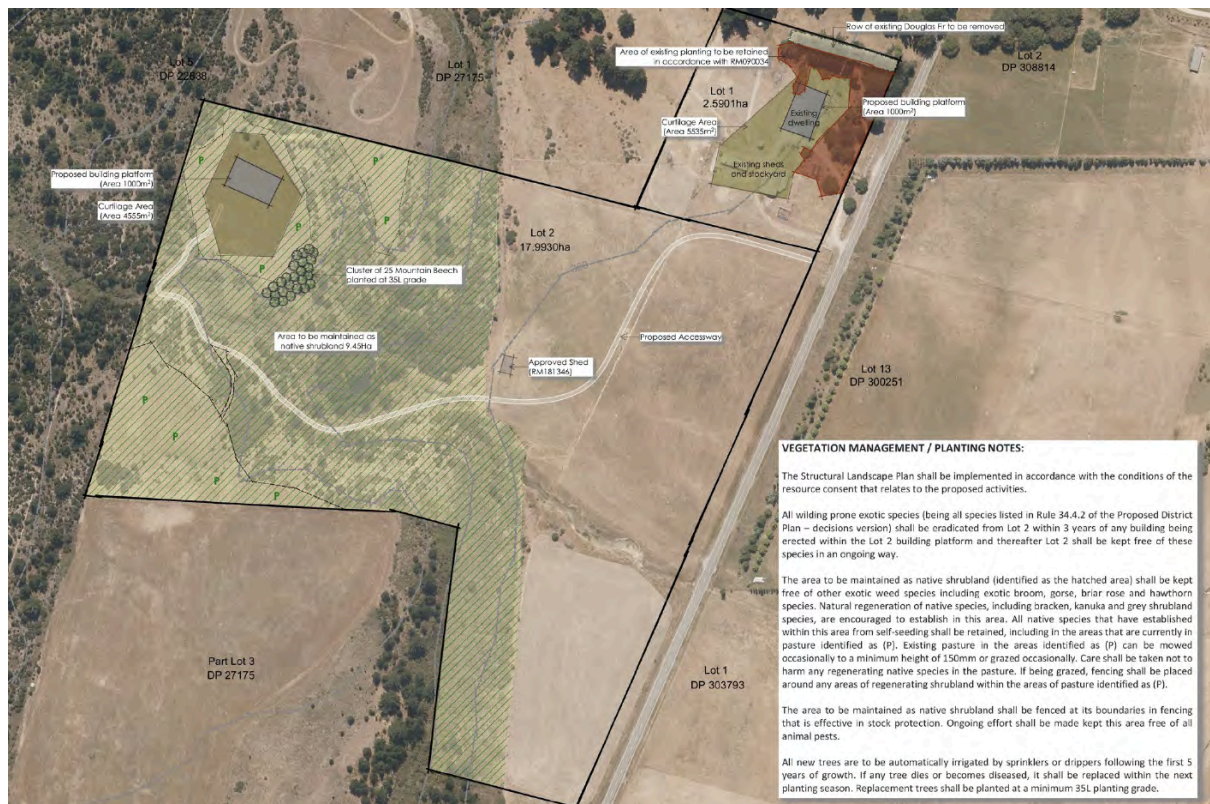 Row of existing Douglas Fir to be removed
Area of existing planting to be retained
in accordance with RM090034
Lot 2
DP 308814
Lot 5
DP 22838
Lot 1
DP 27175
Lot 1
2.5901ha
Proposed building platform
(Area 1000m²)
Existing
dwelling
Curtilage Area
(Area 5535m²)
Existing shed
and stockyard
P
P
Proposed building platform
(Area 1000m²)
Curtilage Area
(Area 4555m²)
P
P
P
Lot 2
17.9930ha
Cluster of 25 Mountain Beech
planted at 35L grade
Area to be maintained as
native shrubland 9.45Ha
Proposed Accessway
Approved Shed
(RM181346)
Lot 13
DP 300251
P
P
P
P
Part Lot 3
DP 27175
Lot 1
DP 303793
VEGETATION MANAGEMENT / PLANTING NOTES:
The Structural Landscape Plan shall be implemented in accordance with the conditions of the
resource consent that relates to the proposed activities.
All wilding prone exotic species (being all species listed in Rule 34.4.2 of the Proposed District
Plan – decisions version) shall be eradicated from Lot 2 within 3 years of any building being
erected within the Lot 2 building platform and thereafter Lot 2 shall be kept free of these
species in an ongoing way.
The area to be maintained as native shrubland (identified as the hatched area) shall be kept
free of other exotic weed species including exotic broom, gorse, briar rose and hawthorn
species. Natural regeneration of native species, including bracken, kanuka and grey shrubland
species, are encouraged to establish in this area. All native species that have established
within this area from self-seeding shall be retained, including in the areas that are currently in
pasture identified as (P). Existing pasture in the areas identified as (P) can be mowed
occasionally to a minimum height of 150mm or grazed occasionally. Care shall be taken not to
harm any regenerating native species in the pasture. If being grazed, fencing shall be placed
around any areas of regenerating shrubland within the areas of pasture identified as (P).
The area to be maintained as native shrubland shall be fenced at its boundaries in fencing
that is effective in stock protection. Ongoing effort shall be made kept this area free of all
animal pests.
All new trees are to be automatically irrigated by sprinklers or drippers following the first 5
years of growth. If any tree dies or becomes diseased, it shall be replaced within the next
planting season. Replacement trees shall be planted at a minimum 35L planting grade.